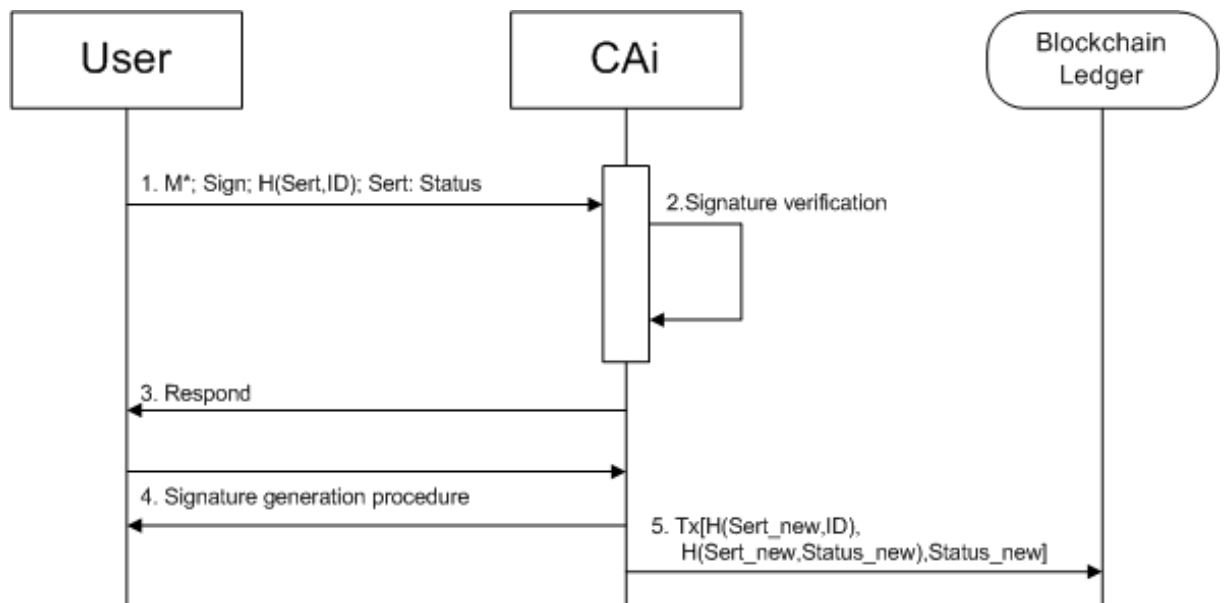 User
CAi
Blockchain
Ledger
1. M*; Sign; H(Sert,ID); Sert: Status
2.Signature verification
3. Respond
4. Signature generation procedure
5. Tx[H(Sert_new,ID),
H(Sert_new,Status_new),Status_new]